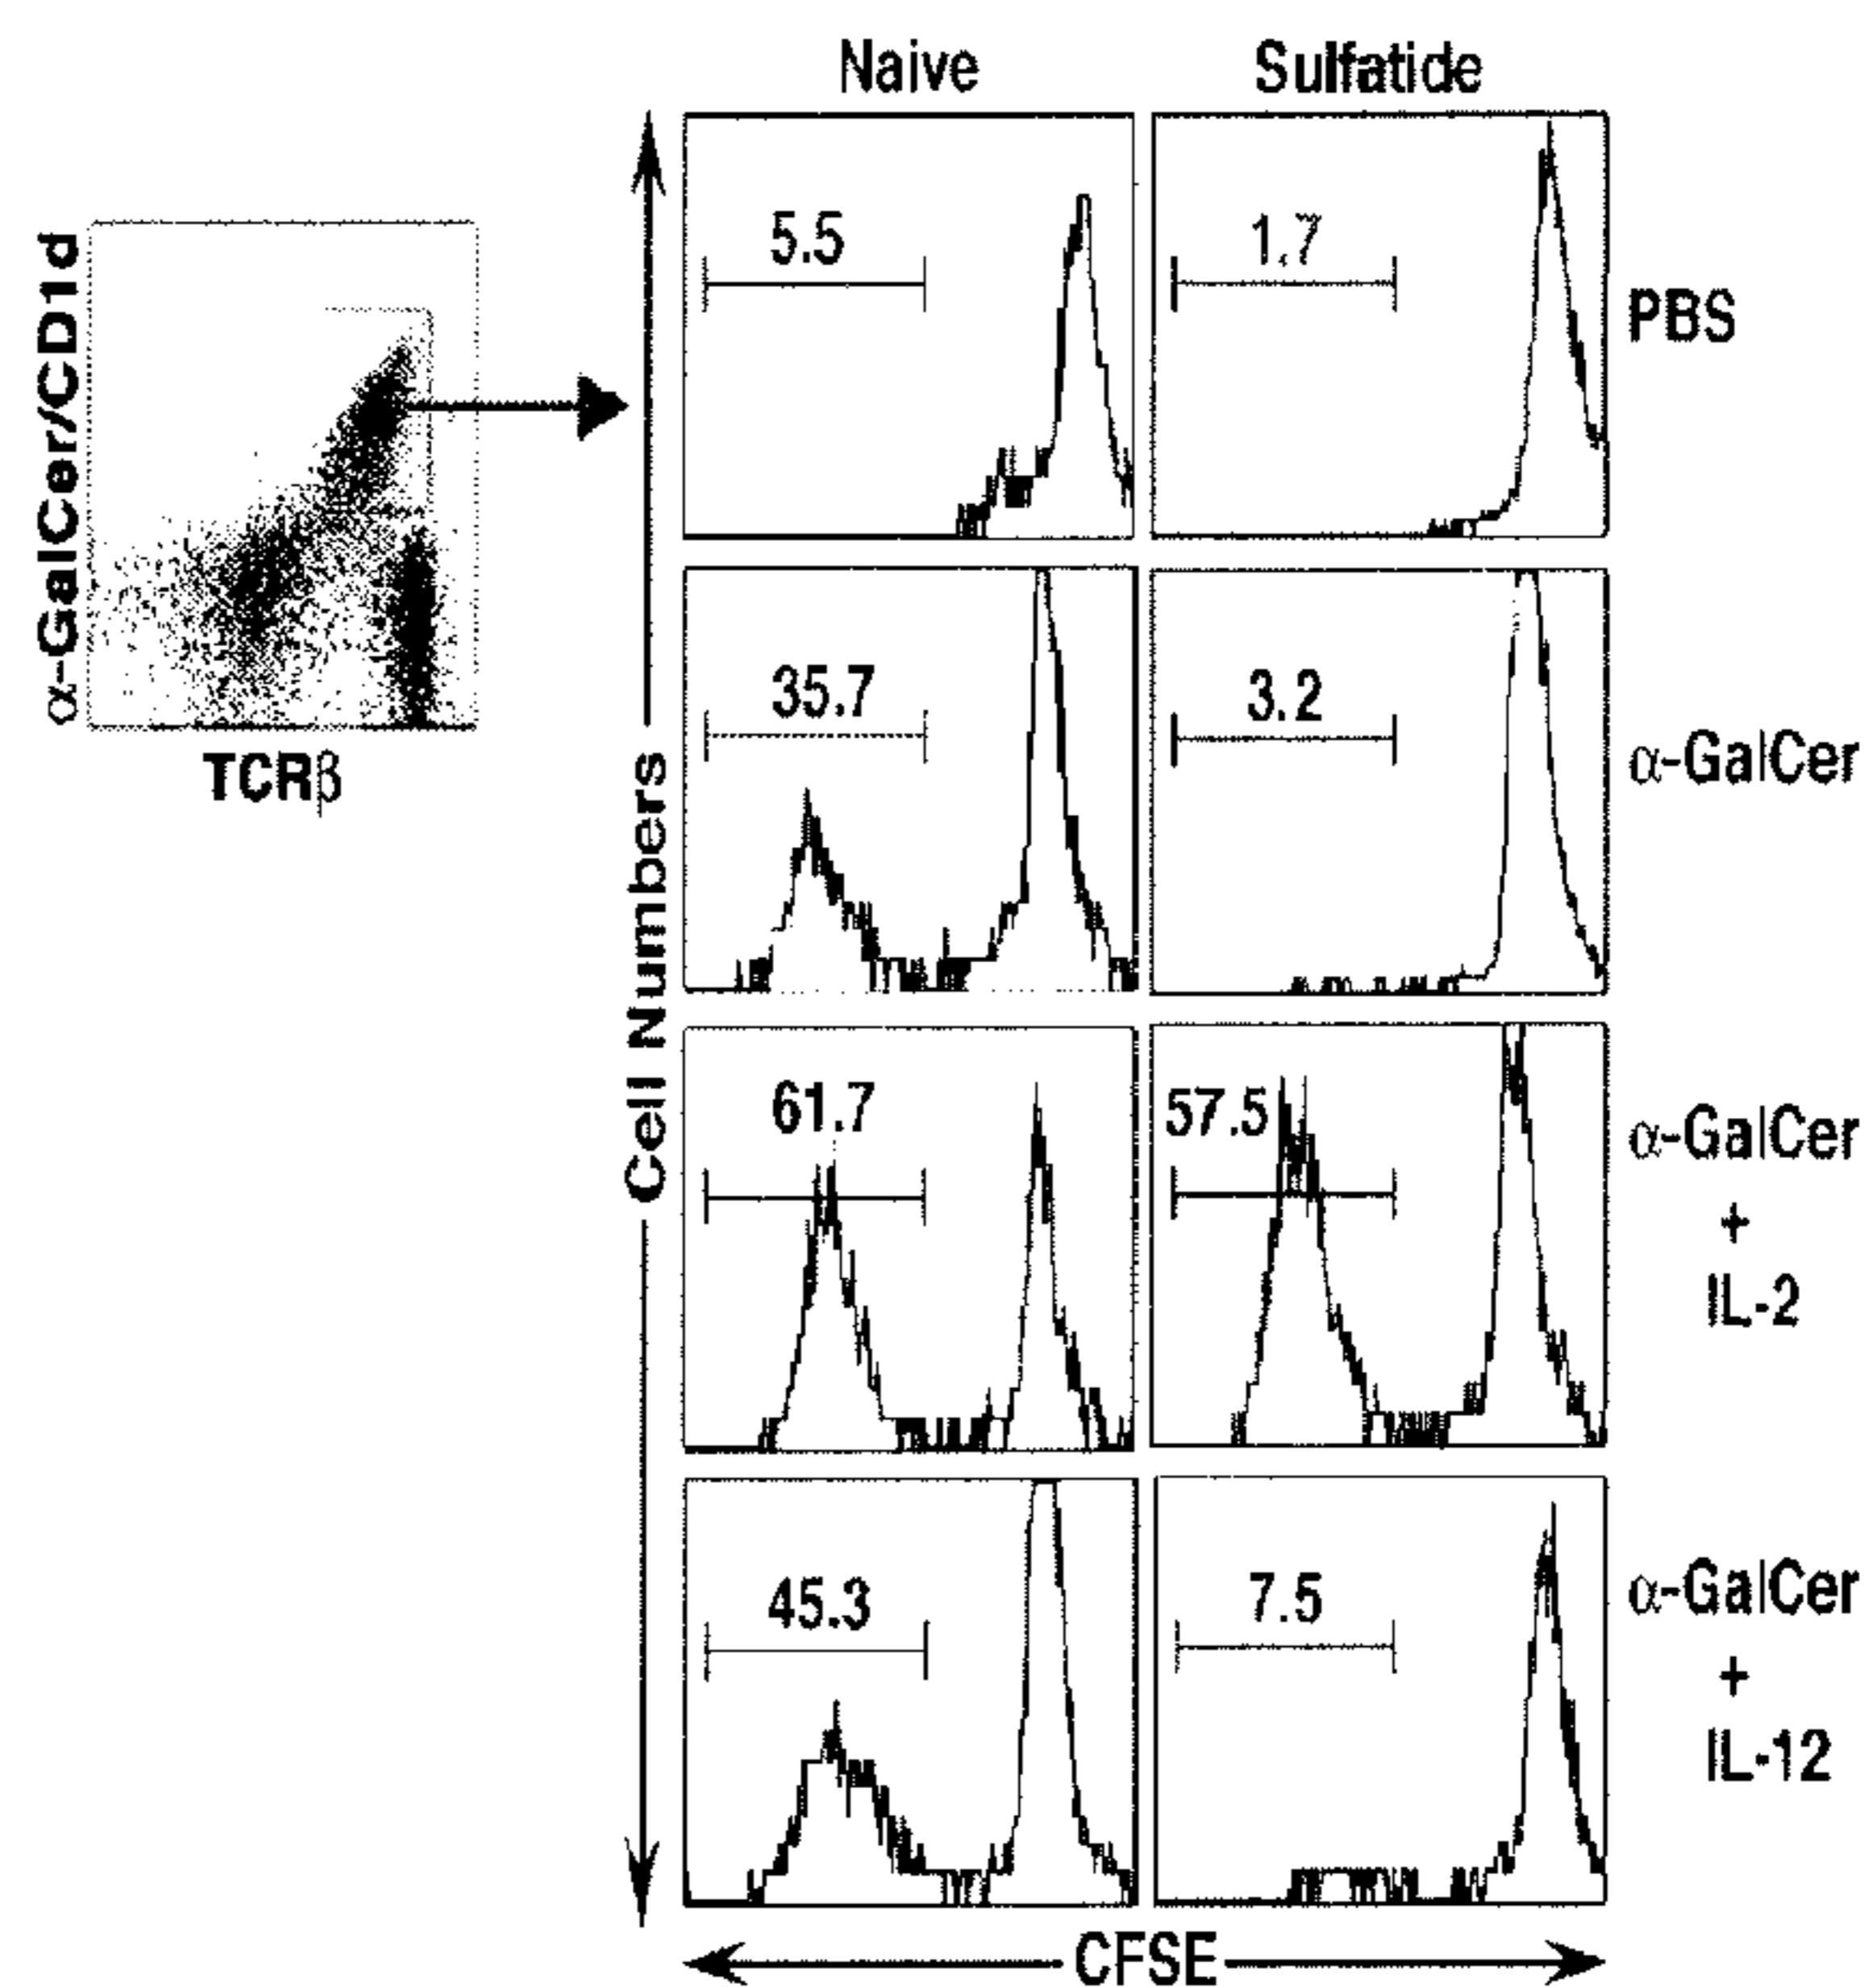 Naive Sulfatide
α-GalCer/CD1d
TCRβ
Cell Numbers
5.5 1.7 PBS
35.7 3.2 α-GalCer
61.7 57.5 α-GalCer
+
IL-2
45.3 7.5 α-GalCer
+
IL-12
CFSE